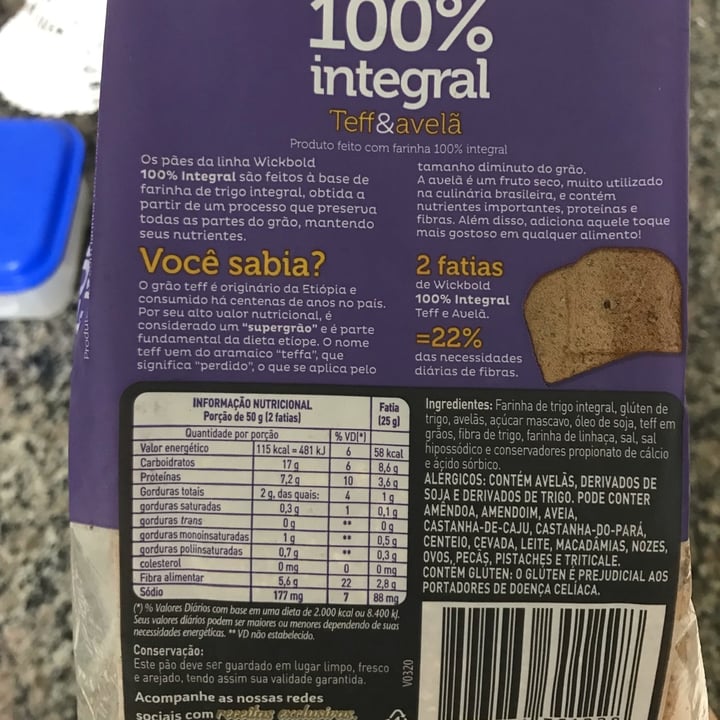 100%
integral
Teff&avelã
Produto feito com farinha 100% integral
Os pães da linha Wickbold
100% Integral são feitos à base de
farinha de trigo integral, obtida a
partir de um processo que preserva
todas as partes do grão, mantendo
seus nutrientes.
Você sabia?
O grão teff é originário da Etiópia e
consumido há centenas de anos no país.
Por seu alto valor nutricional, é
considerado um "supergrão" e é parte
fundamental da dieta etíope. O nome
teff vem do aramaico "teffa", que
significa "perdido", o que se aplica pelo
tamanho diminuto do grão.
A avelã é um fruto seco, muito utilizado
na culinária brasileira, e contém
nutrientes importantes, proteínas e
fibras. Além disso, adiciona aquele toque
mais gostoso em qualquer alimento!
2 fatias
de Wickbold
100% Integral
Teff e Avelã.
=22%
das necessidades
diárias de fibras.
INFORMAÇÃO NUTRICIONAL
Porção de 50 g (2 fatias)
Fatia
(25 g)
Quantidade por porção % VD(*)
Valor energético 115 kcal = 481 kJ 6 58 kcal
Carboidratos 17 g 6 8,6 g
Proteínas 7,2 g 10 3,6 g
Gorduras totais 2 g, das quais: 4 1 g
gorduras saturadas 0,3 g 1 0,1 g
gorduras trans 0 g ** 0 g
gorduras monoinsaturadas 1 g ** 0,5 g
gorduras poliinsaturadas 0,7 g ** 0,3 g
colesterol 0 mg 0 0 mg
Fibra alimentar 5,6 g 22 2,8 g
Sódio 177 mg 7 88 mg
(*) % Valores Diários com base em uma dieta de 2.000 kcal ou 8.400 kJ.
Seus valores diários podem ser maiores ou menores dependendo de suas
necessidades energéticas. ** VD não estabelecido.
Conservação:
Este pão deve ser guardado em lugar limpo, fresco
e arejado, tendo assim sua validade garantida.
Acompanhe as nossas redes
sociais com receitas exclusivas.
V0320
Ingredientes: Farinha de trigo integral, glúten de
trigo, avelãs, açúcar mascavo, óleo de soja, teff em
grãos, fibra de trigo, farinha de linhaça, sal, sal
hipossódico e conservadores propionato de cálcio
e ácido sórbico.
ALÉRGICOS: CONTÉM AVELÃS, DERIVADOS DE
SOJA E DERIVADOS DE TRIGO. PODE CONTER
AMÊNDOA, AMENDOIM, AVEIA,
CASTANHA-DE-CAJU, CASTANHA-DO-PARÁ,
CENTEIO, CEVADA, LEITE, MACADÂMIAS, NOZES,
OVOS, PECÃS, PISTACHES E TRITICALE.
CONTÉM GLÚTEN: O GLÚTEN É PREJUDICIAL AOS
PORTADORES DE DOENÇA CELÍACA.